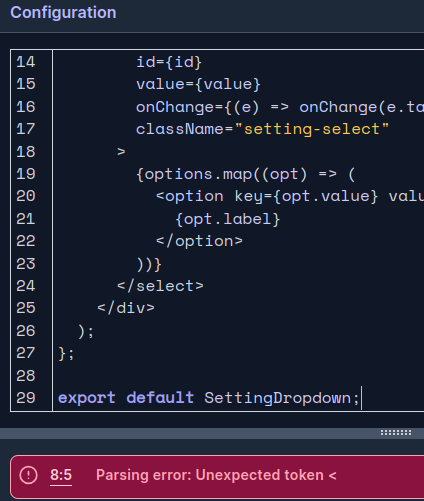 Configuration
14 id={id}
15 value={value}
16 onChange={(e) => onChange(e.ta
17 className="setting-select"
18 >
19 {options.map((opt) => (
20 <option key={opt.value} valu
21 {opt.label}
22 </option>
23 ))}
24 </select>
25 </div>
26 );
27 };
28
29 export default SettingDropdown;
8:5 Parsing error: Unexpected token <